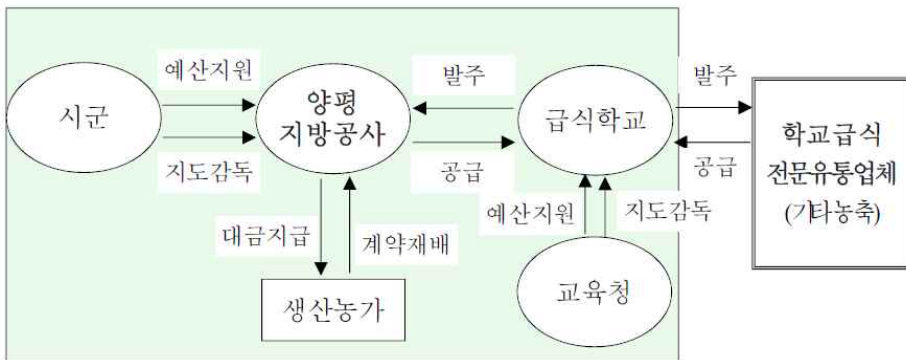 예산지원
발주
발주
시군
양평
지방공사
급식학교
학교급식
전문유통업체
(기타농축)
지도감독
공급
공급
예산지원
지도감독
대금지급
계약재배
생산농가
교육청